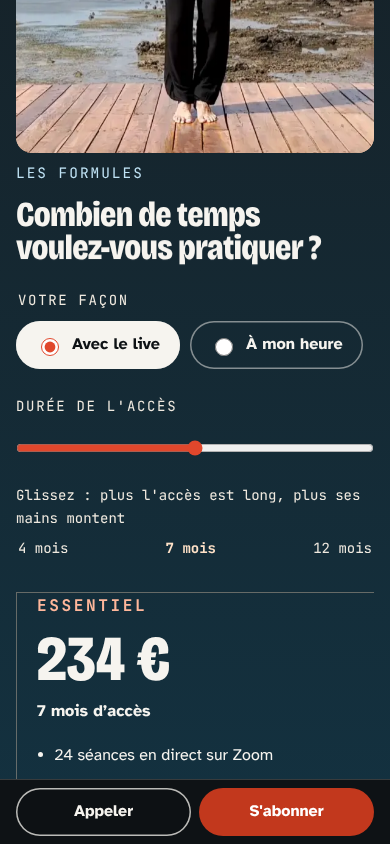 LES FORMULES
Combien de temps
voulez-vous pratiquer ?
VOTRE FAÇON
Avec le live
À mon heure
DURÉE DE L'ACCÈS
Glissez : plus l'accès est long, plus ses
mains montent
4 mois 7 mois 12 mois
ESSENTIEL
234 €
7 mois d’accès
• 24 séances en direct sur Zoom
Appeler
S'abonner